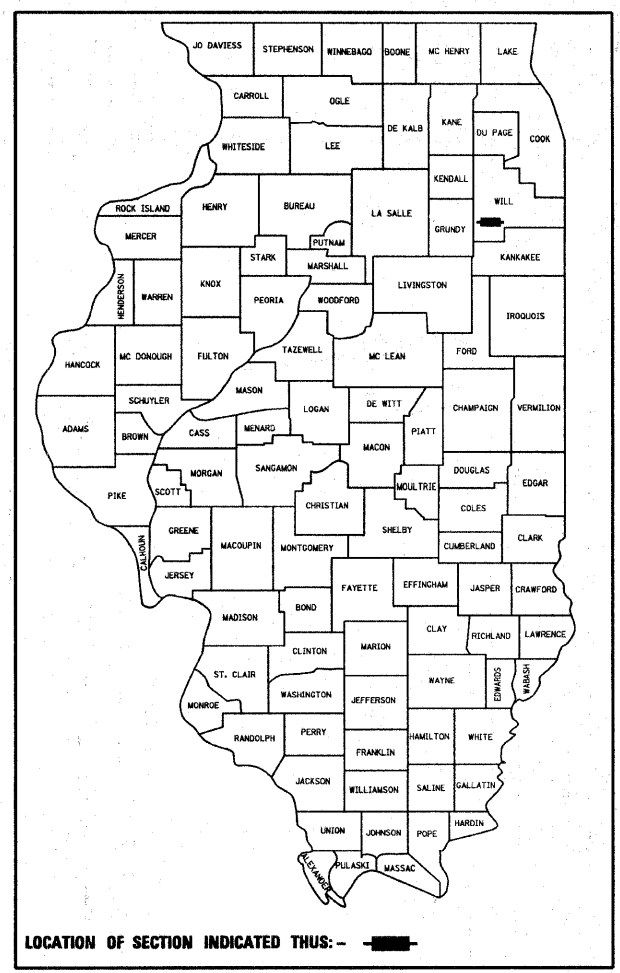 JO DAVIESS
STEPHENSON
WINNEBAGO
BOONE
MC HENRY
LAKE
CARROLL
OGLE
DE KALB
KANE
DU PAGE
COOK
WHITESIDE
LEE
KENDALL
WILL
ROCK ISLAND
HENRY
BUREAU
LA SALLE
GRUNDY
MERCER
PUTNAM
KANKAKEE
STARK
MARSHALL
HENDERSON
WARREN
KNOX
PEORIA
WOODFORD
LIVINGSTON
IROQUOIS
HANCOCK
MC DONOUGH
FULTON
TAZEWELL
MC LEAN
FORD
MASON
SCHUYLER
LOGAN
DE WITT
CHAMPAIGN
VERMILION
ADAMS
BROWN
CASS
MENARD
MACON
PIATT
MORGAN
SANGAMON
DOUGLAS
EDGAR
PIKE
SCOTT
CHRISTIAN
MOULTRIE
COLES
GREENE
MACOUPIN
MONTGOMERY
SHELBY
CUMBERLAND
CLARK
CALHOUN
JERSEY
FAYETTE
EFFINGHAM
JASPER
CRAWFORD
MADISON
BOND
CLAY
RICHLAND
LAWRENCE
CLINTON
MARION
ST. CLAIR
WAYNE
EDWARDS
WABASH
WASHINGTON
JEFFERSON
MONROE
RANDOLPH
PERRY
HAMILTON
WHITE
FRANKLIN
JACKSON
WILLIAMSON
SALINE
GALLATIN
UNION
JOHNSON
POPE
HARDIN
ALEXANDER
PULASKI
MASSAC
LOCATION OF SECTION INDICATED THUS:-